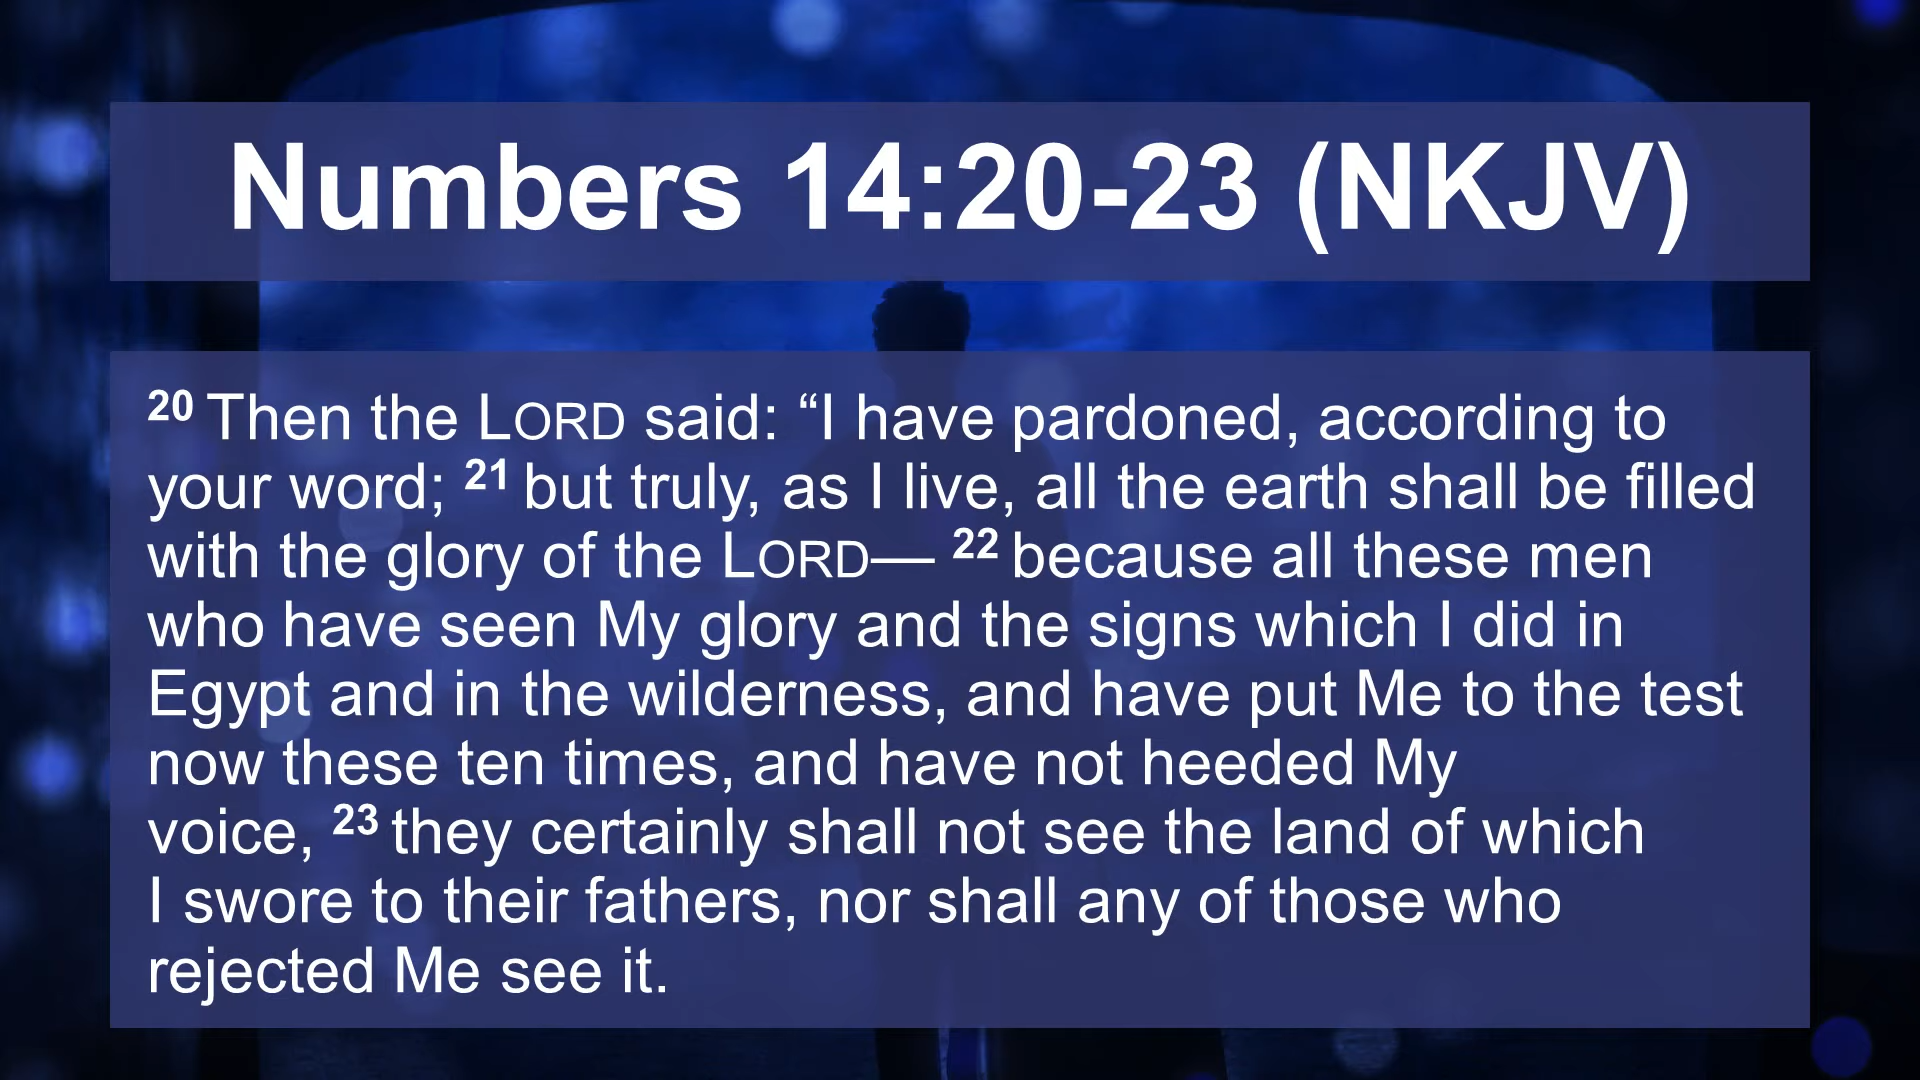 Numbers 14:20-23 (NKJV)
20 Then the LORD said: “I have pardoned, according to
your word; 21 but truly, as I live, all the earth shall be filled
with the glory of the LORD— 22 because all these men
who have seen My glory and the signs which I did in
Egypt and in the wilderness, and have put Me to the test
now these ten times, and have not heeded My
voice, 23 they certainly shall not see the land of which
I swore to their fathers, nor shall any of those who
rejected Me see it.